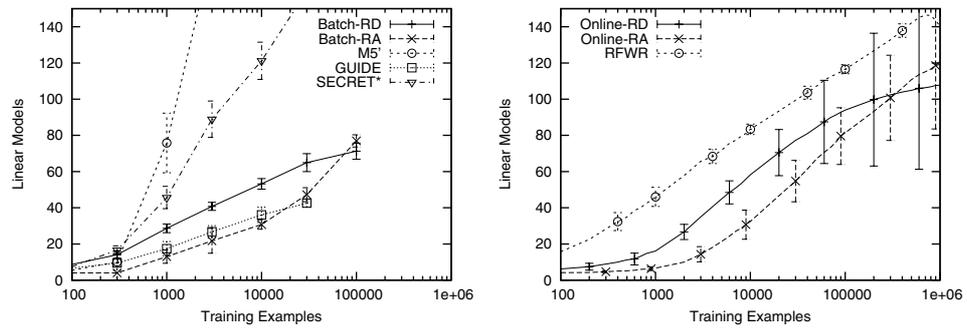 140
120
100
80
60
40
20
0
Linear Models
100
1000
10000
100000
1e+06
Training Examples
Batch-RD
Batch-RA
M5'
GUIDE
SECRET*
140
120
100
80
60
40
20
0
Linear Models
100
1000
10000
100000
1e+06
Training Examples
Online-RD
Online-RA
RFWR